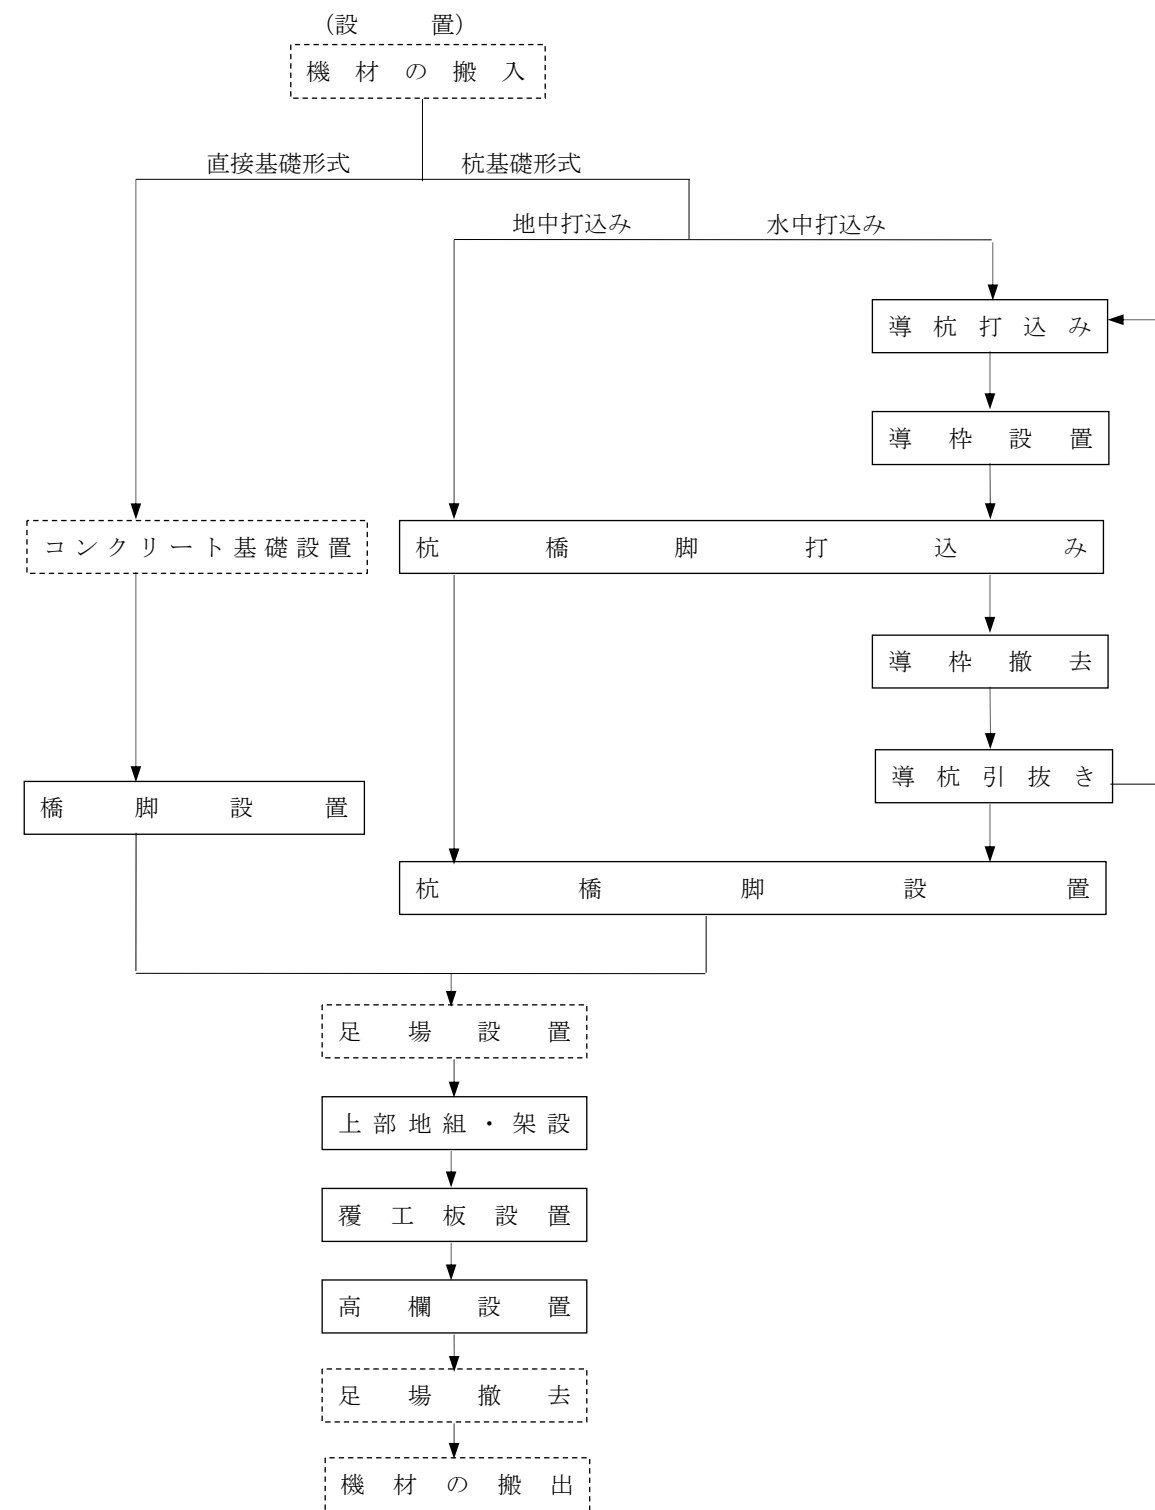 (設　置)
機材の搬入
直接基礎形式
杭基礎形式
地中打込み
水中打込み
導杭打込み
導枠設置
コンクリート基礎設置
杭橋脚打込み
導枠撤去
導杭引抜き
橋脚設置
杭橋脚設置
足場設置
上部地組・架設
覆工板設置
高欄設置
足場撤去
機材の搬出